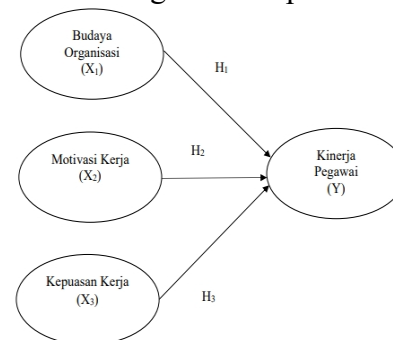 Budaya
Organisasi
(X₁)
H₁
Motivasi Kerja
(X₂)
H₂
Kinerja
Pegawai
(Y)
Kepuasan Kerja
(X₃)
H₃